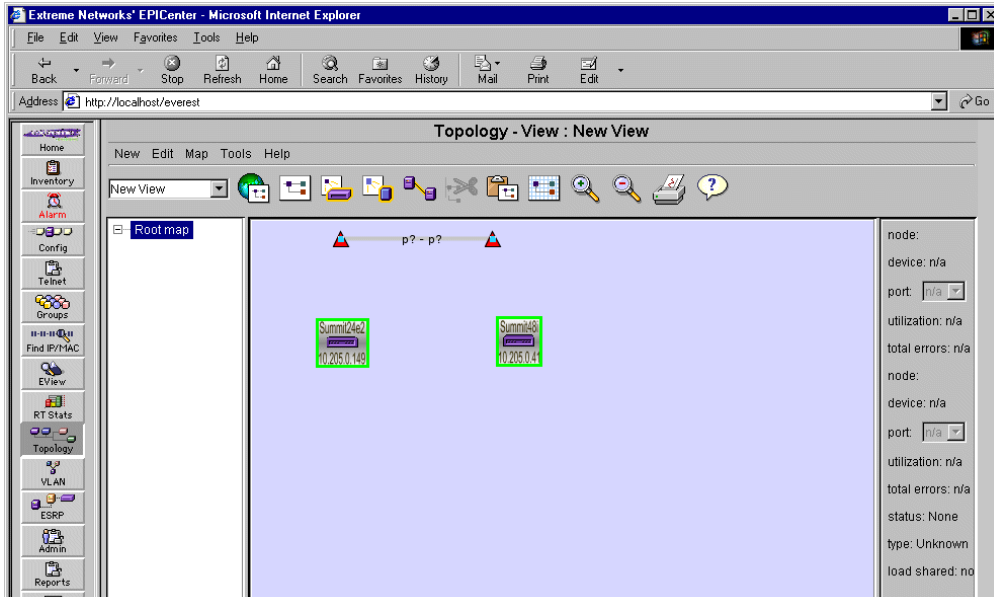 Extreme Networks' EPICenter - Microsoft Internet Explorer
File Edit View Favorites Tools Help
Back Forward Stop Refresh Home Search Favorites History Mail Print Edit
Address http://localhost/everest Go
Topology - View : New View
New Edit Map Tools Help
New View
Home
Inventory
Alarm
Config
Telnet
Groups
Find IP/MAC
EView
RT Stats
Topology
VLAN
ESRP
Admin
Reports
Root map
p? - p?
Summit24e2
10.205.0.149
Summit48i
10.205.0.41
node:
device: n/a
port: n/a
utilization: n/a
total errors: n/a
node:
device: n/a
port: n/a
utilization: n/a
total errors: n/a
status: None
type: Unknown
load shared: no